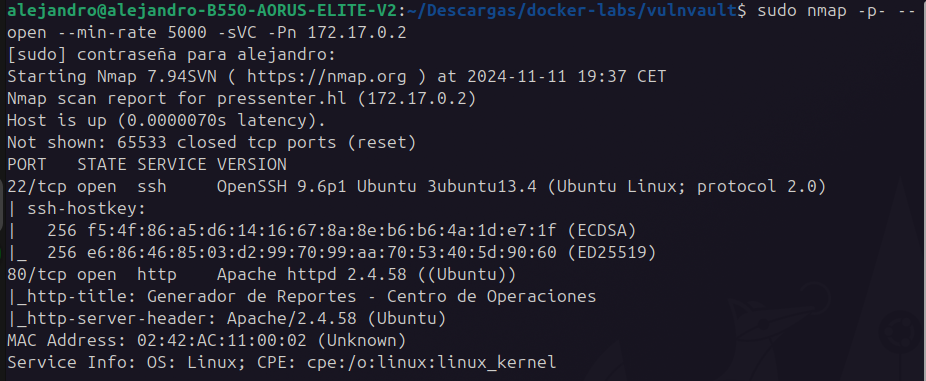 alejandro@alejandro-B550-AORUS-ELITE-V2:~/Descargas/docker-labs/vulnvault$ sudo nmap -p- --
open --min-rate 5000 -sVC -Pn 172.17.0.2
[sudo] contraseña para alejandro:
Starting Nmap 7.94SVN ( https://nmap.org ) at 2024-11-11 19:37 CET
Nmap scan report for pressenter.hl (172.17.0.2)
Host is up (0.0000070s latency).
Not shown: 65533 closed tcp ports (reset)
PORT   STATE SERVICE VERSION
22/tcp open  ssh     OpenSSH 9.6p1 Ubuntu 3ubuntu13.4 (Ubuntu Linux; protocol 2.0)
| ssh-hostkey:
|   256 f5:4f:86:a5:d6:14:16:67:8a:8e:b6:b6:4a:1d:e7:1f (ECDSA)
|_  256 e6:86:46:85:03:d2:99:70:99:aa:70:53:40:5d:90:60 (ED25519)
80/tcp open  http    Apache httpd 2.4.58 ((Ubuntu))
|_http-title: Generador de Reportes - Centro de Operaciones
|_http-server-header: Apache/2.4.58 (Ubuntu)
MAC Address: 02:42:AC:11:00:02 (Unknown)
Service Info: OS: Linux; CPE: cpe:/o:linux:linux_kernel